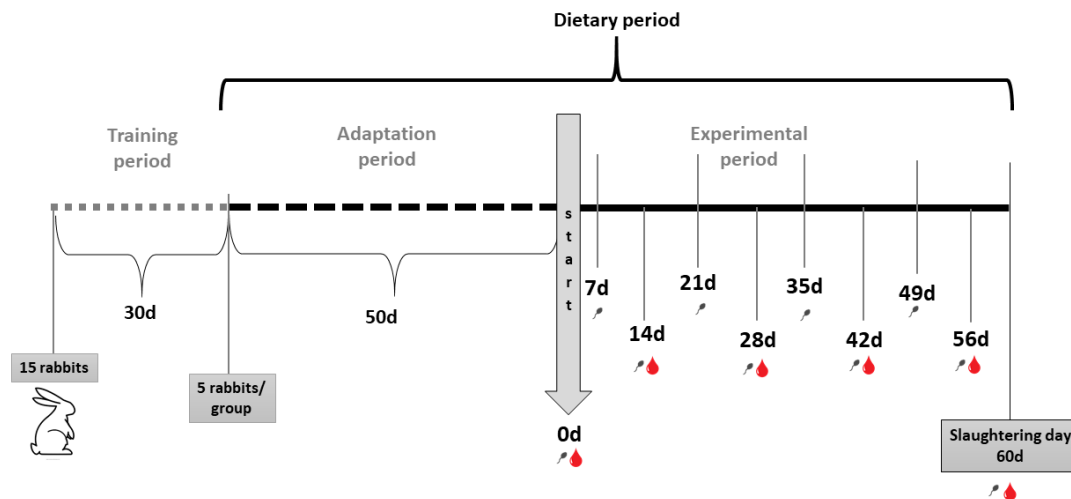 Dietary period
Training
period
Adaptation
period
Experimental
period
start
7d
21d
35d
49d
30d
50d
14d
28d
42d
56d
15 rabbits
5 rabbits/
group
0d
Slaughtering day
60d